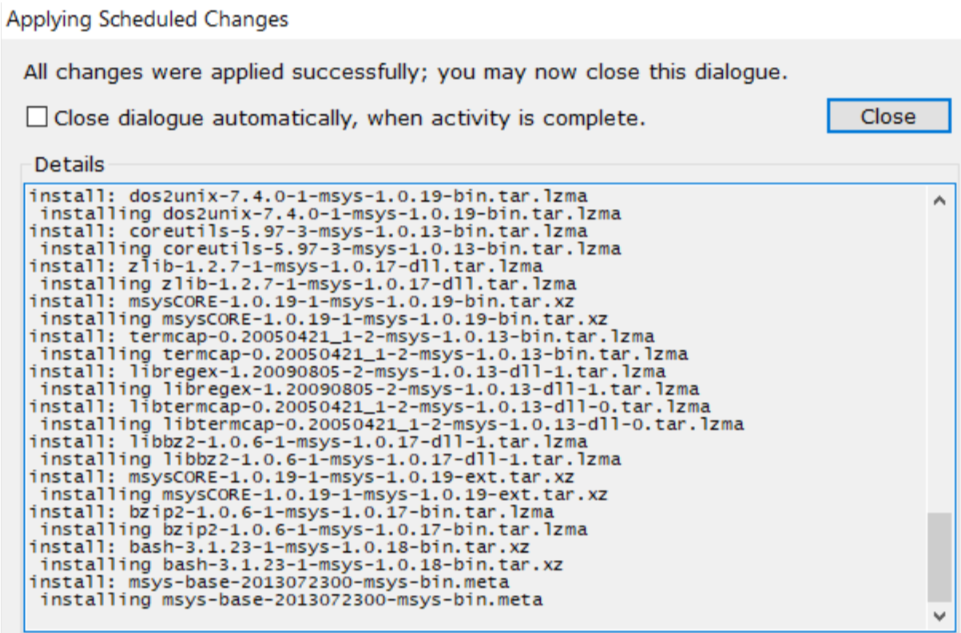 Applying Scheduled Changes
All changes were applied successfully; you may now close this dialogue.
Close dialogue automatically, when activity is complete.
Close
Details
install: dos2unix-7.4.0-1-msys-1.0.19-bin.tar.lzma
installing dos2unix-7.4.0-1-msys-1.0.19-bin.tar.lzma
install: coreutils-5.97-3-msys-1.0.13-bin.tar.lzma
installing coreutils-5.97-3-msys-1.0.13-bin.tar.lzma
install: zlib-1.2.7-1-msys-1.0.17-dll.tar.lzma
installing zlib-1.2.7-1-msys-1.0.17-dll.tar.lzma
install: msysCORE-1.0.19-1-msys-1.0.19-bin.tar.xz
installing msysCORE-1.0.19-1-msys-1.0.19-bin.tar.xz
install: termcap-0.20050421_1-2-msys-1.0.13-bin.tar.lzma
installing termcap-0.20050421_1-2-msys-1.0.13-bin.tar.lzma
install: libregex-1.20090805-2-msys-1.0.13-dll-1.tar.lzma
installing libregex-1.20090805-2-msys-1.0.13-dll-1.tar.lzma
install: libtermcap-0.20050421_1-2-msys-1.0.13-dll-0.tar.lzma
installing libtermcap-0.20050421_1-2-msys-1.0.13-dll-0.tar.lzma
install: libbz2-1.0.6-1-msys-1.0.17-dll-1.tar.lzma
installing libbz2-1.0.6-1-msys-1.0.17-dll-1.tar.lzma
install: msysCORE-1.0.19-1-msys-1.0.19-ext.tar.xz
installing msysCORE-1.0.19-1-msys-1.0.19-ext.tar.xz
install: bzip2-1.0.6-1-msys-1.0.17-bin.tar.lzma
installing bzip2-1.0.6-1-msys-1.0.17-bin.tar.lzma
install: bash-3.1.23-1-msys-1.0.18-bin.tar.xz
installing bash-3.1.23-1-msys-1.0.18-bin.tar.xz
install: msys-base-2013072300-msys-bin.meta
installing msys-base-2013072300-msys-bin.meta